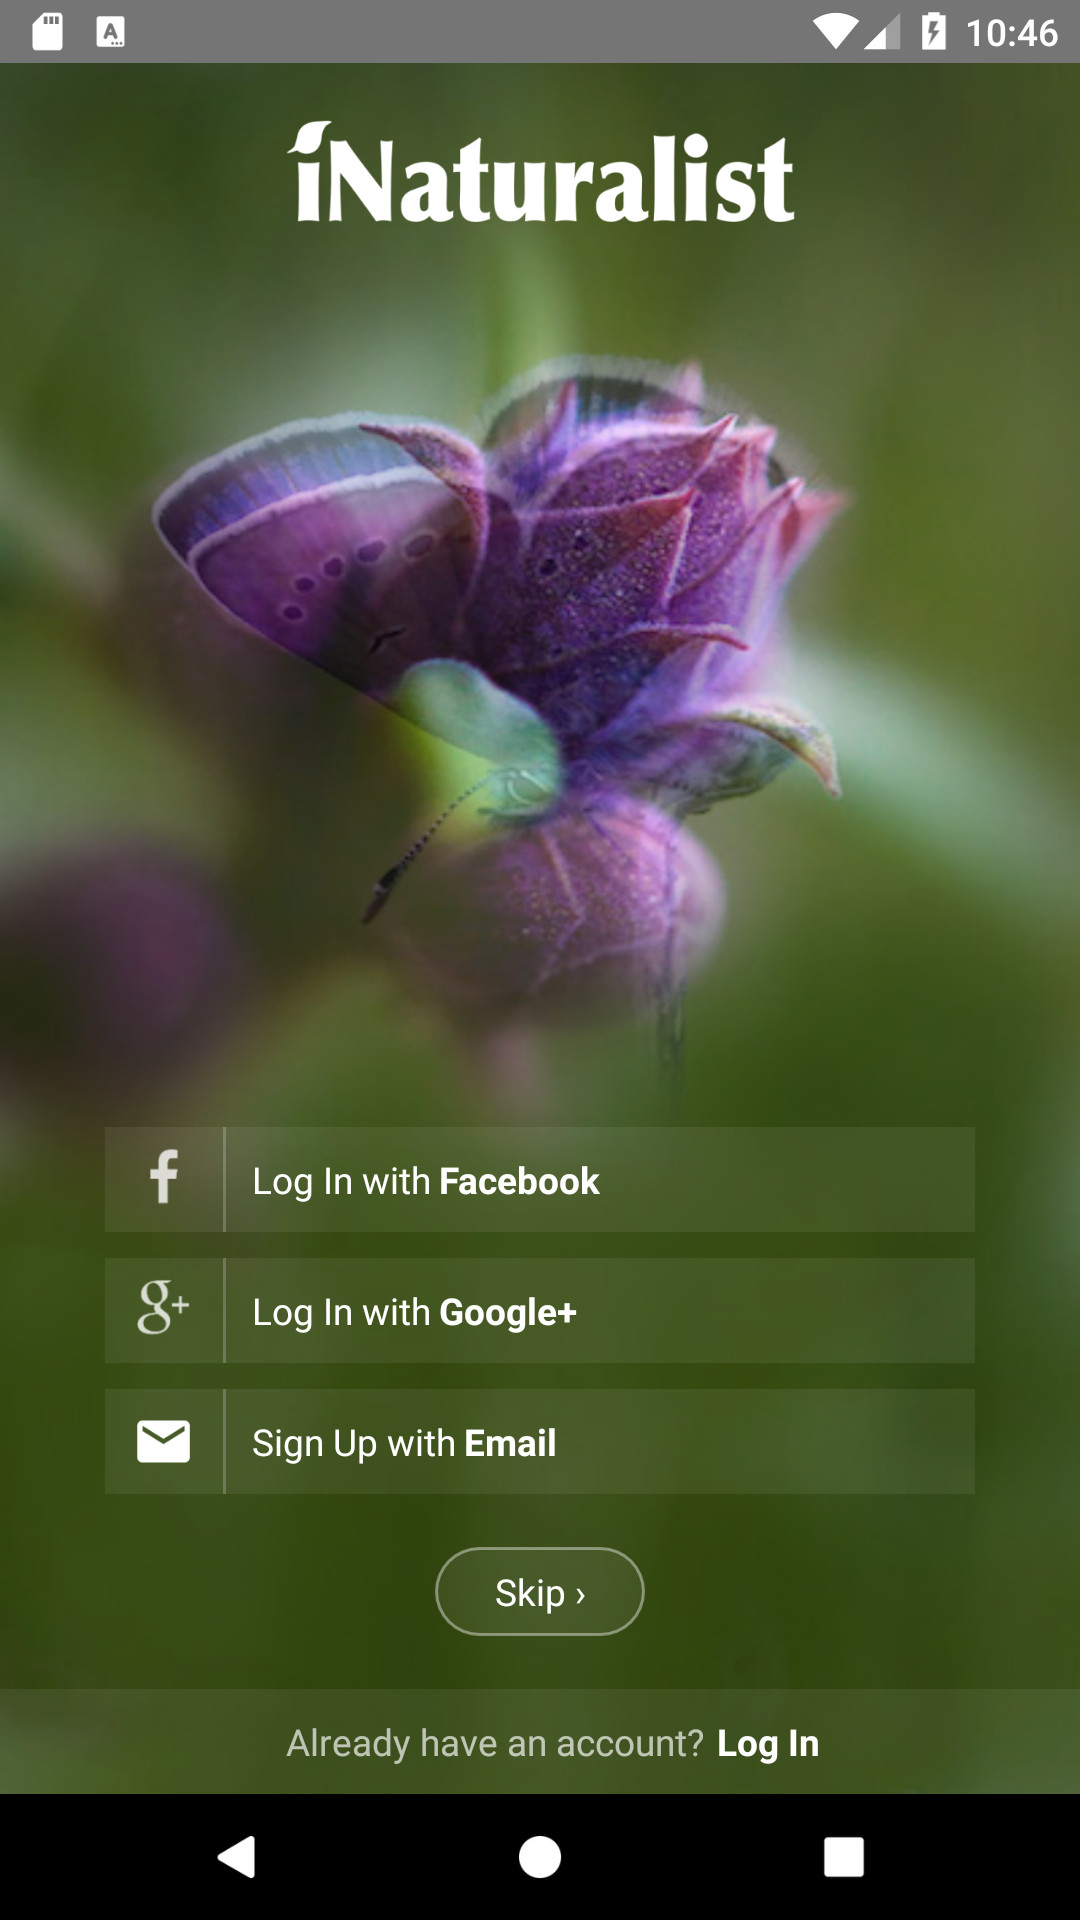 10:46
iNaturalist
Log In with Facebook
Log In with Google+
Sign Up with Email
Skip ›
Already have an account? Log In